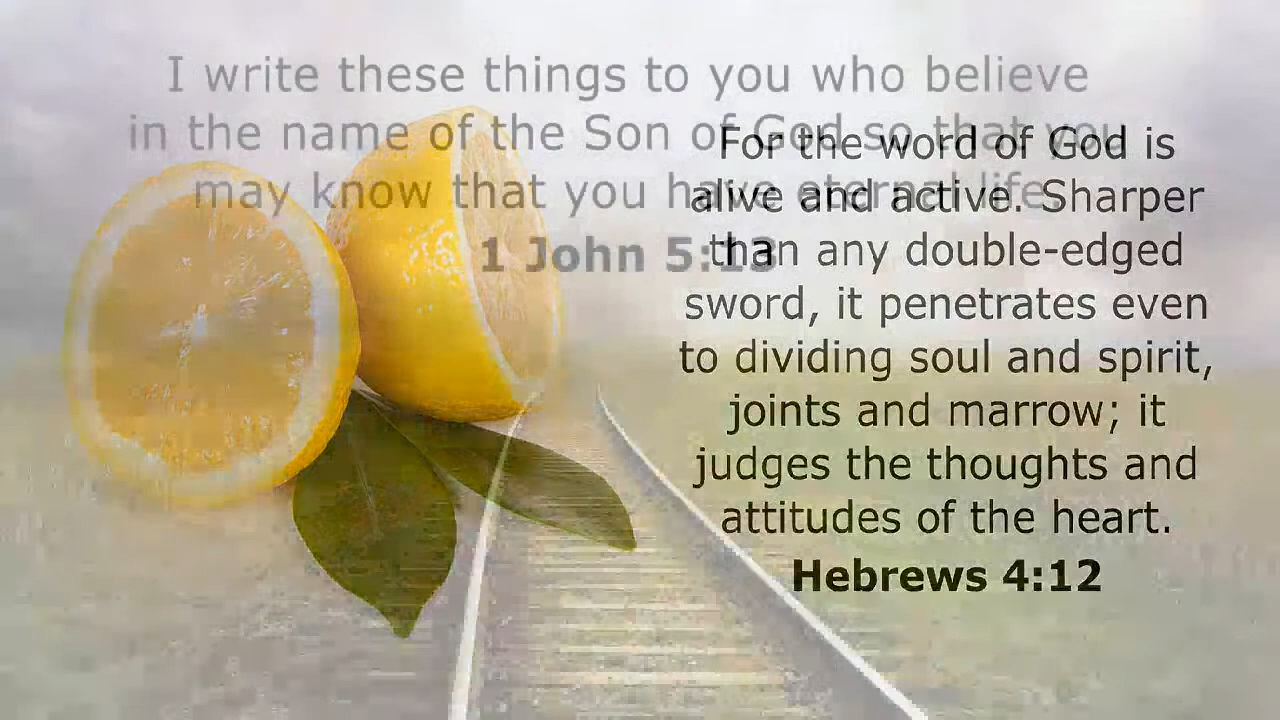 I write these things to you who believe
in the name of the Son of God so that you
may know that you have eternal life.
1 John 5:13
For the word of God is
alive and active. Sharper
than any double-edged
sword, it penetrates even
to dividing soul and spirit,
joints and marrow; it
judges the thoughts and
attitudes of the heart.
Hebrews 4:12